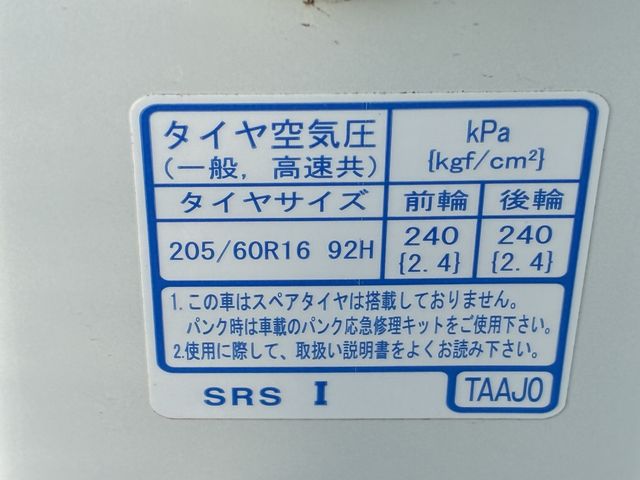 タイヤ空気圧
(一般, 高速共)
kPa
{kgf/cm²}
タイヤサイズ 前輪 後輪
205/60R16 92H 240 {2.4} 240 {2.4}
1. この車はスペアタイヤは搭載しておりません。
パンク時は車載のパンク応急修理キットをご使用下さい。
2.使用に際して、取扱い説明書をよくお読み下さい。
SRS I TAAJO